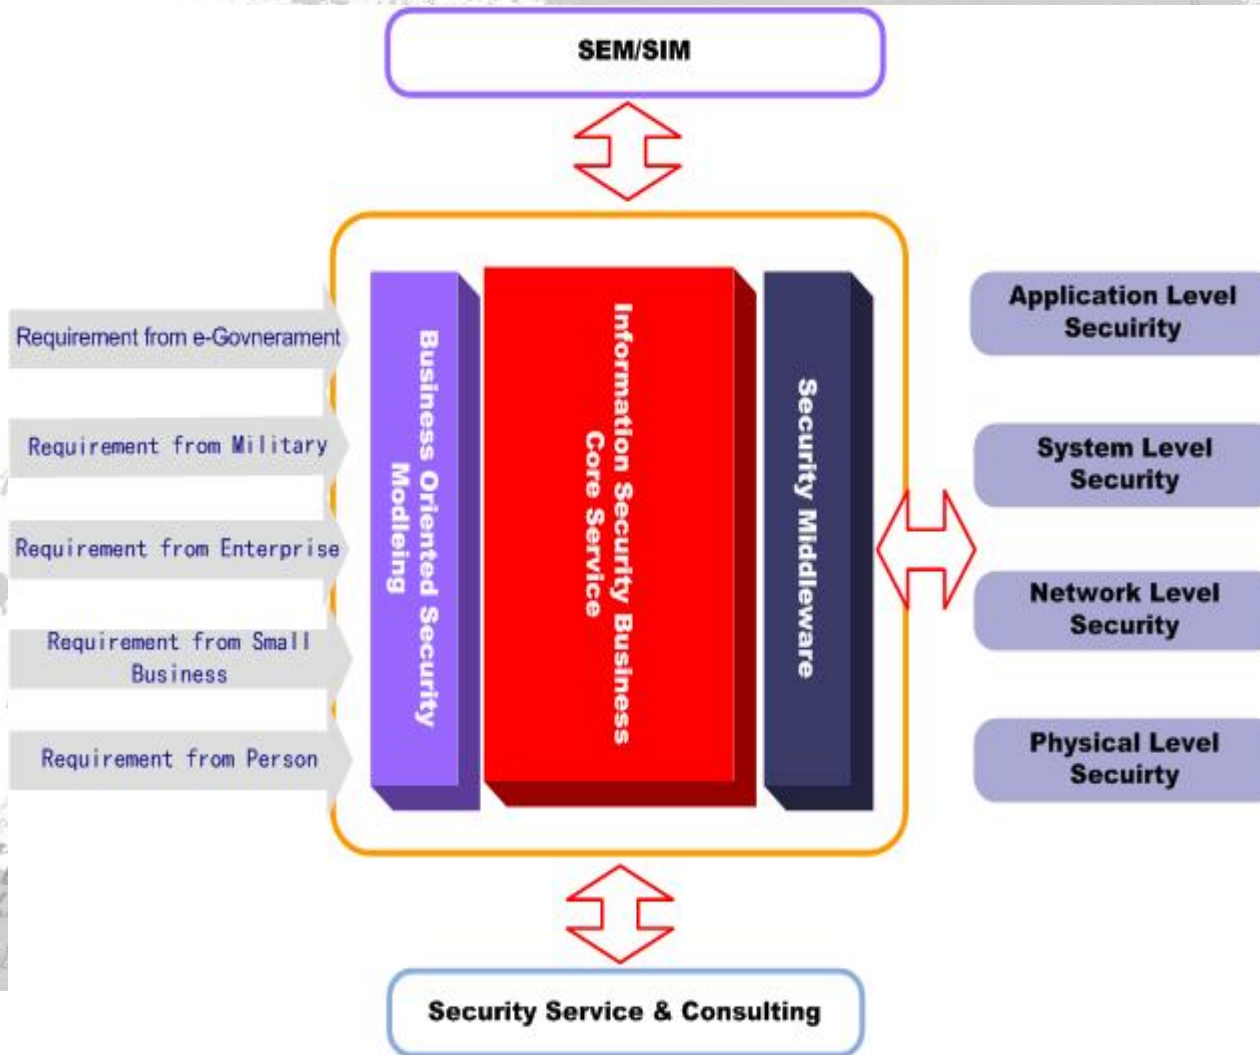 SEM/SIM
Requirement from e-Govnerament
Requirement from Military
Requirement from Enterprise
Requirement from Small
Business
Requirement from Person
Business Oriented Security
Modleing
Information Security Business
Core Service
Security Middleware
Application Level
Secuirity
System Level
Security
Network Level
Security
Physical Level
Secuirty
Security Service & Consulting